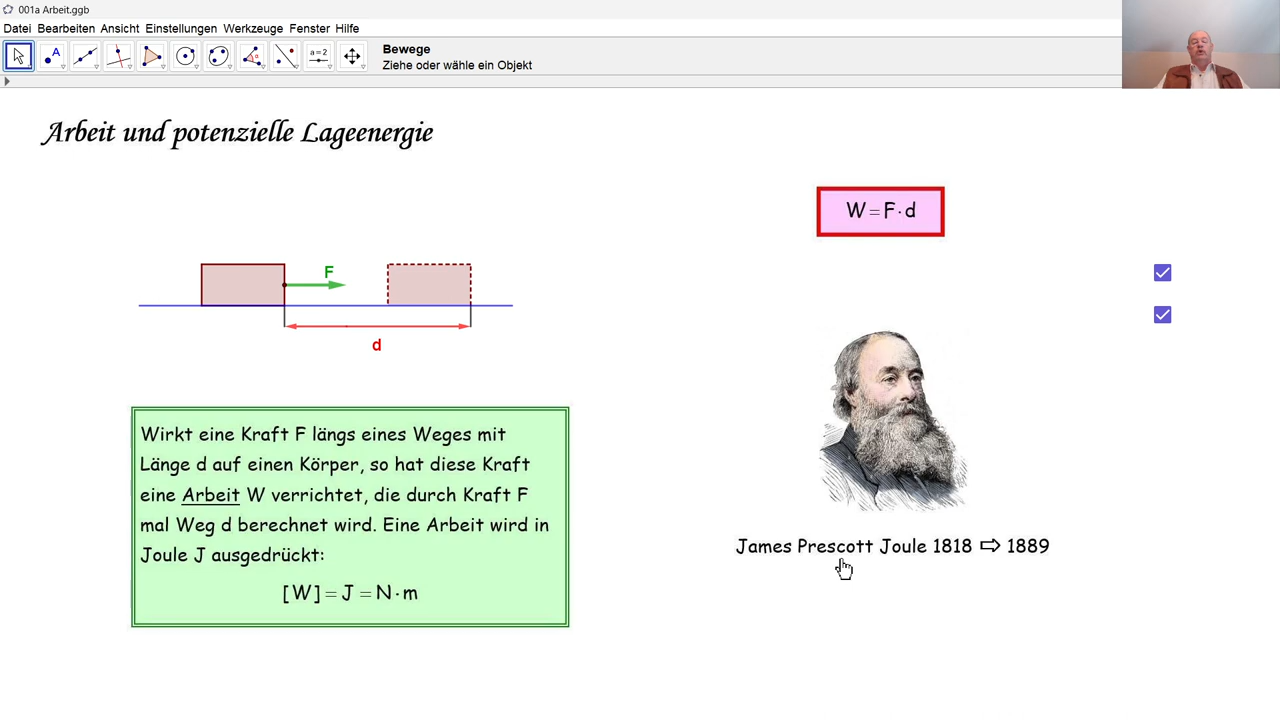 001a Arbeit.ggb
Datei Bearbeiten Ansicht Einstellungen Werkzeuge Fenster Hilfe
A
a=2
Bewege
Ziehe oder wähle ein Objekt
Arbeit und potenzielle Lageenergie
W = F · d
F
d
Wirkt eine Kraft F längs eines Weges mit
Länge d auf einen Körper, so hat diese Kraft
eine Arbeit W verrichtet, die durch Kraft F
mal Weg d berechnet wird. Eine Arbeit wird in
Joule J ausgedrückt:
[W] = J = N · m
James Prescott Joule 1818 ⇨ 1889